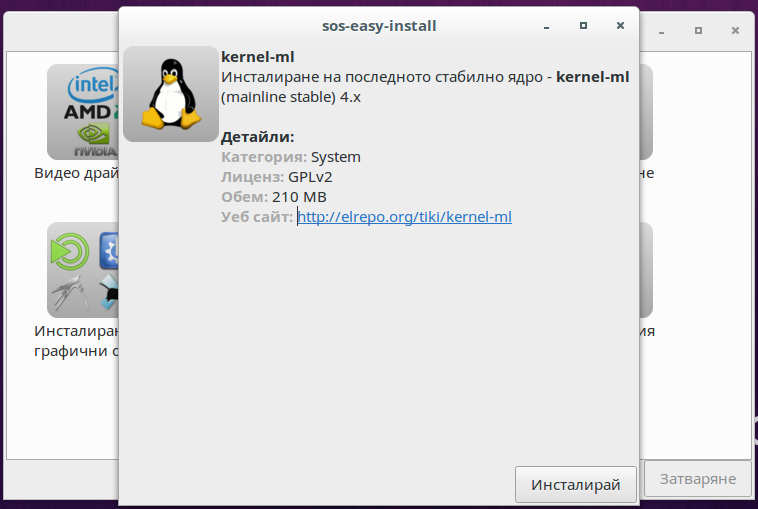 sos-easy-install
kernel-ml
Инсталиране на последното стабилно ядро - kernel-ml
(mainline stable) 4.x
Детайли:
Категория: System
Лиценз: GPLv2
Обем: 210 MB
Уеб сайт: http://elrepo.org/tiki/kernel-ml
Инсталирай
intel
AMD
nVIDIA
Видео драй
не
Инсталиран
графични с
ия
Затваряне